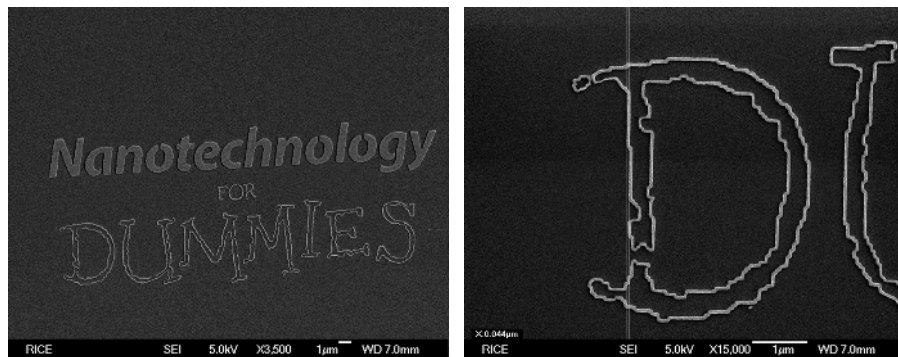 Nanotechnology
FOR
DUMMIES
RICE SEI 5.0kV X3,500 1µm WD 7.0mm
DU
X 0.044µm
RICE SEI 5.0kV X15,000 1µm WD 7.0mm